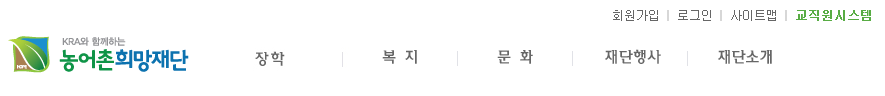 회원가입 | 로그인 | 사이트맵 | 교직원시스템
KRA와 함께하는
농어촌희망재단
HOPE
장학 복 지 문 화 재단행사 재단소개